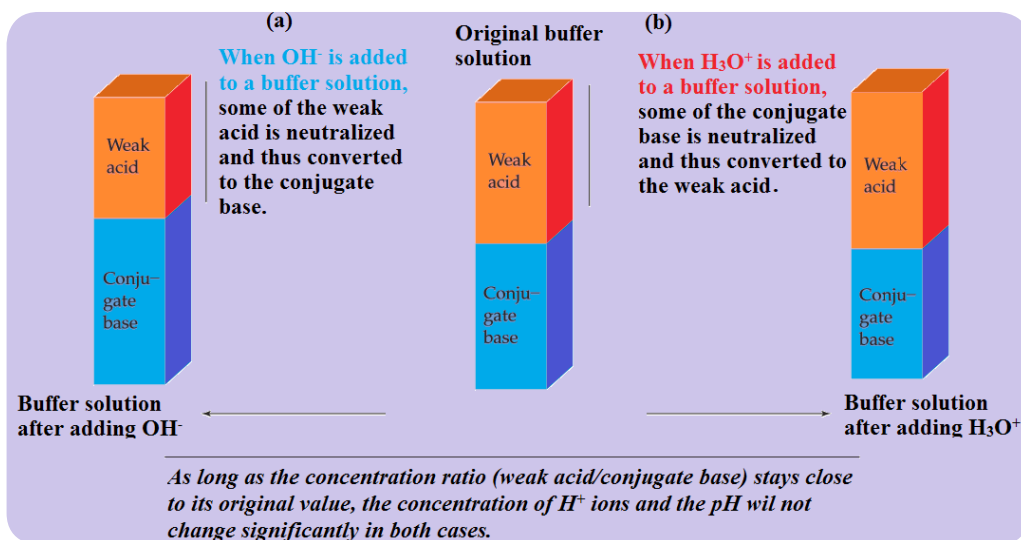 (a)
When OH⁻ is added
to a buffer solution,
some of the weak
acid is neutralized
and thus converted
to the conjugate
base.
Weak
acid
Conju-
gate
base
Buffer solution
after adding OH⁻
Original buffer
solution
Weak
acid
Conju-
gate
base
(b)
When H₃O⁺ is added
to a buffer solution,
some of the conjugate
base is neutralized
and thus converted to
the weak acid.
Weak
acid
Conju-
gate
base
Buffer solution
after adding H₃O⁺
As long as the concentration ratio (weak acid/conjugate base) stays close
to its original value, the concentration of H⁺ ions and the pH wil not
change significantly in both cases.